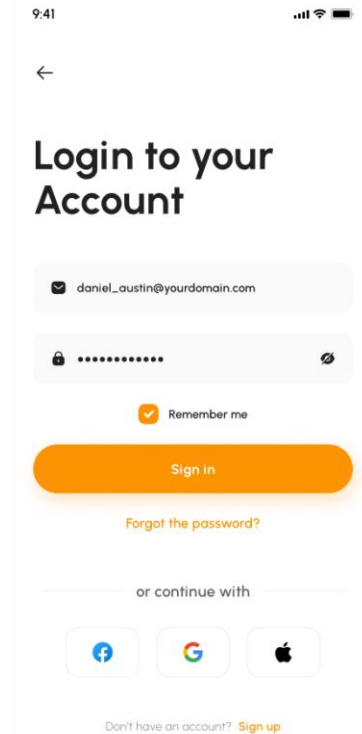 9:41
Login to your
Account
daniel_austin@yourdomain.com
••••••••••••
Remember me
Sign in
Forgot the password?
or continue with
Don't have an account? Sign up